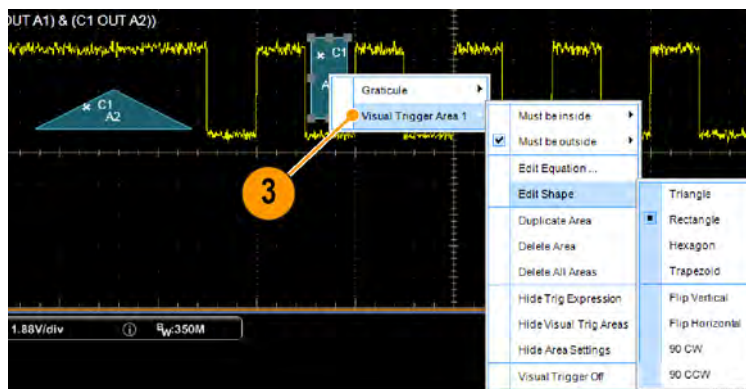 OUT A1) & (C1 OUT A2))
C1
A
C1
A2
Graticule
Visual Trigger Area 1
3
Must be inside
Must be outside
Edit Equation ...
Edit Shape
Duplicate Area
Delete Area
Delete All Areas
Hide Trig Expression
Hide Visual Trig Areas
Hide Area Settings
Visual Trigger Off
Triangle
Rectangle
Hexagon
Trapezoid
Flip Vertical
Flip Horizontal
90 CW
90 CCW
1.88V/div BW:350M